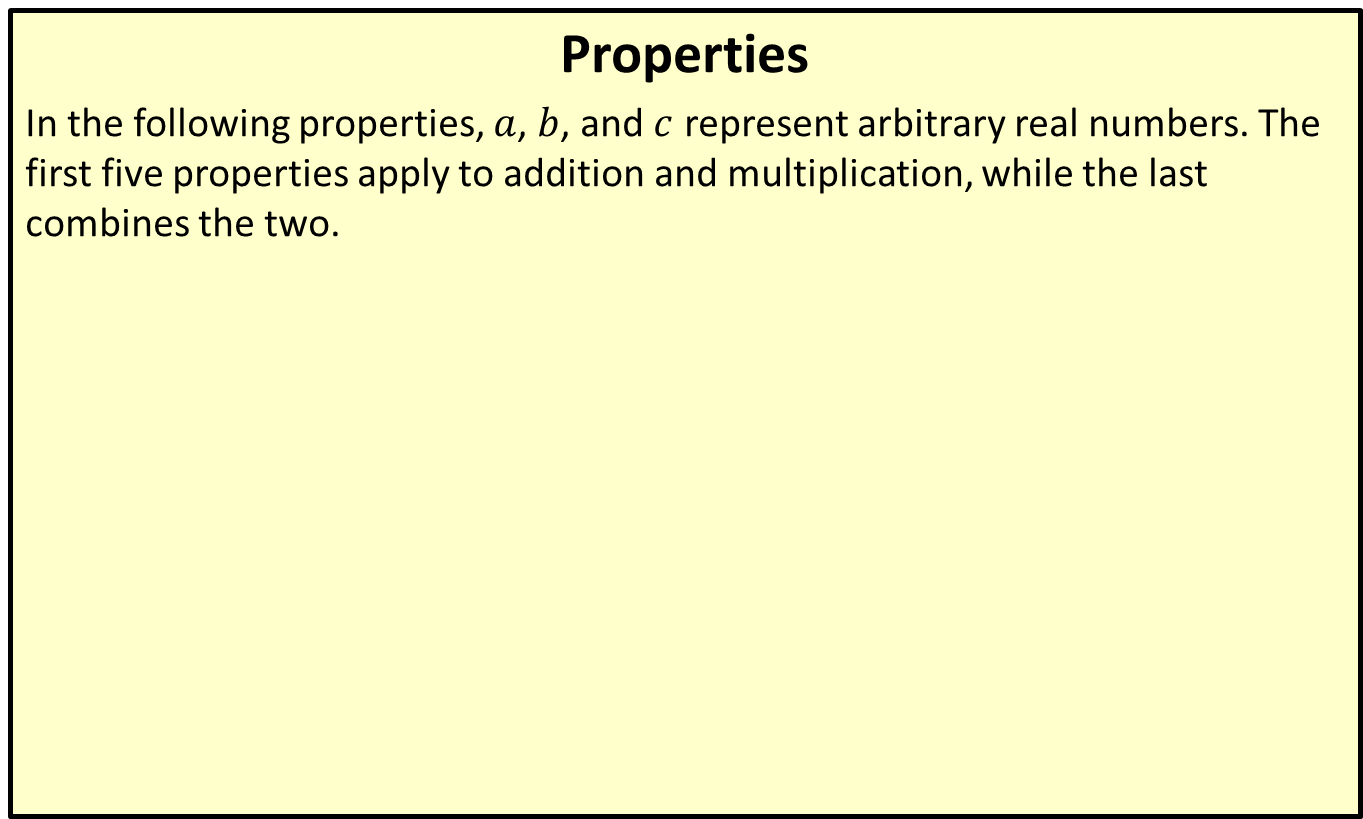 Properties
In the following properties, a, b, and c represent arbitrary real numbers. The
first five properties apply to addition and multiplication, while the last
combines the two.